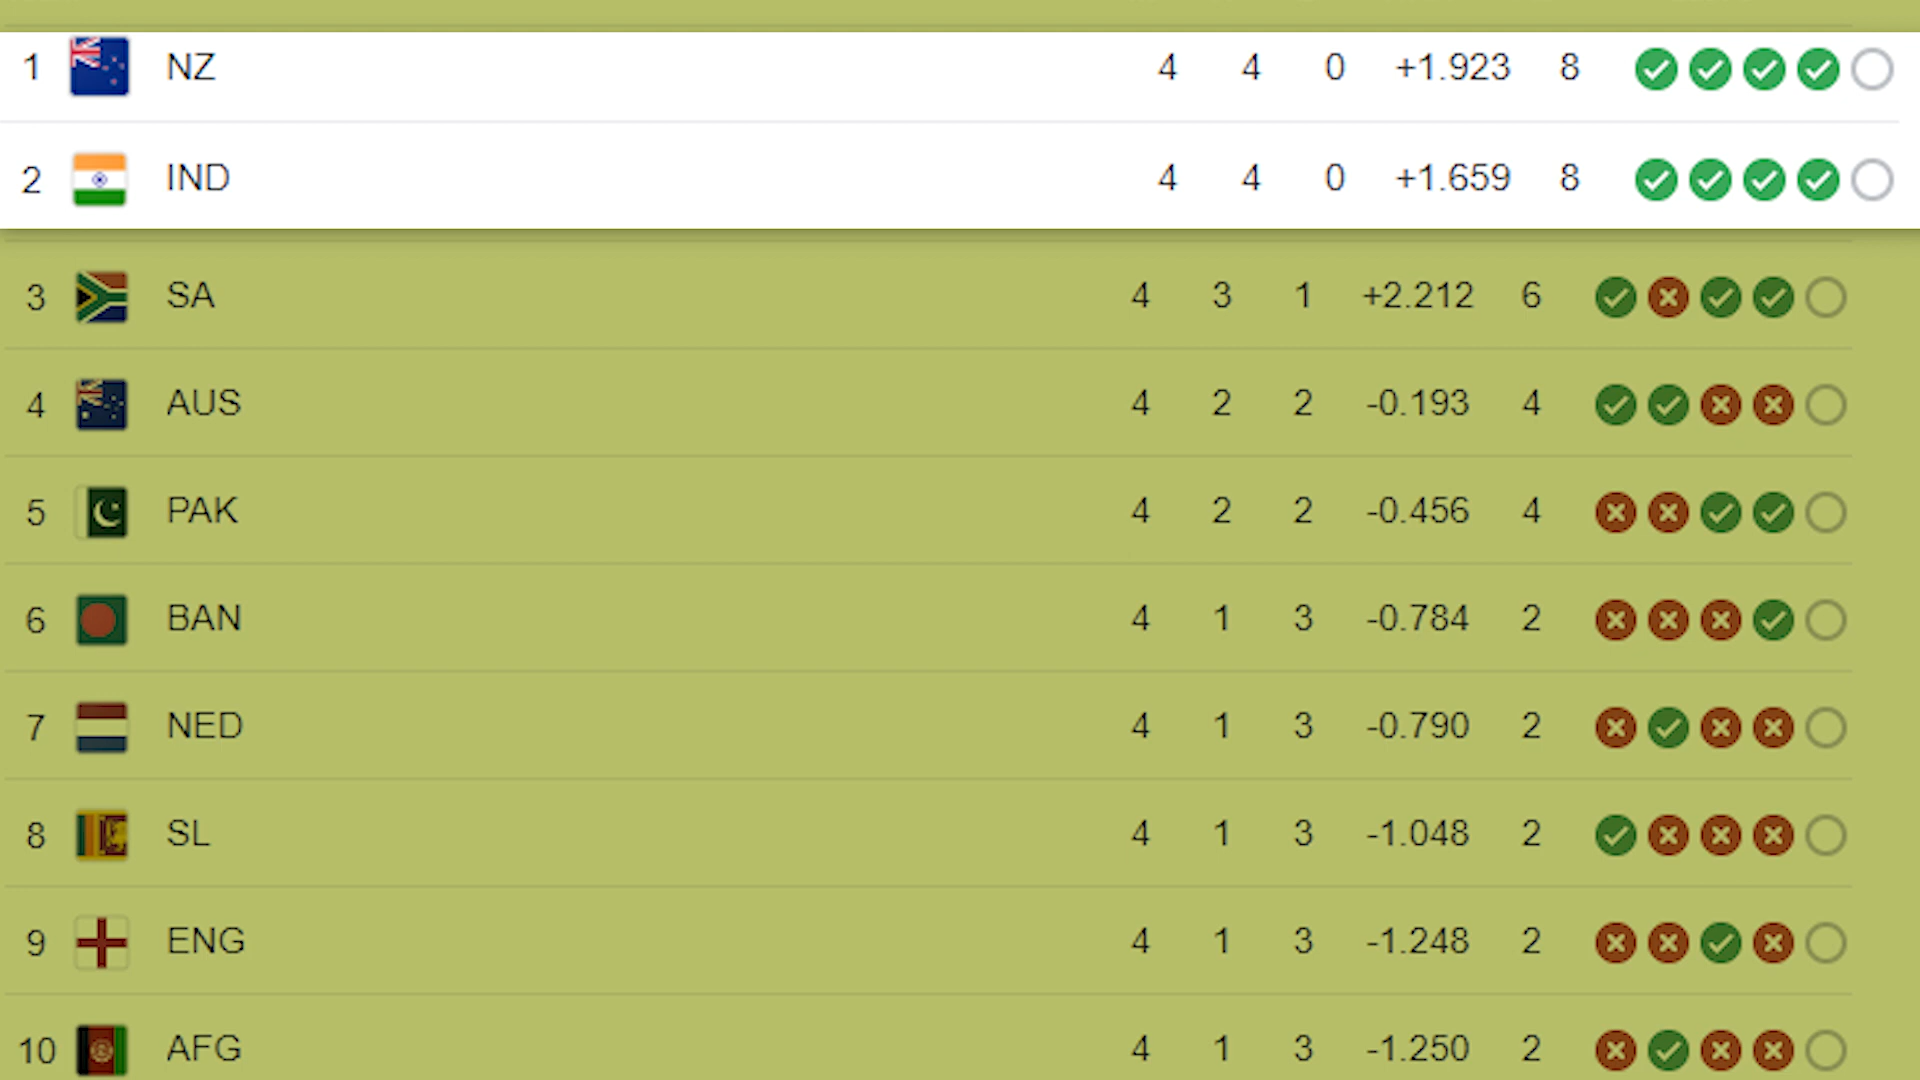 1 NZ 4 4 0 +1.923 8
2 IND 4 4 0 +1.659 8
3 SA 4 3 1 +2.212 6
4 AUS 4 2 2 -0.193 4
5 PAK 4 2 2 -0.456 4
6 BAN 4 1 3 -0.784 2
7 NED 4 1 3 -0.790 2
8 SL 4 1 3 -1.048 2
9 ENG 4 1 3 -1.248 2
10 AFG 4 1 3 -1.250 2